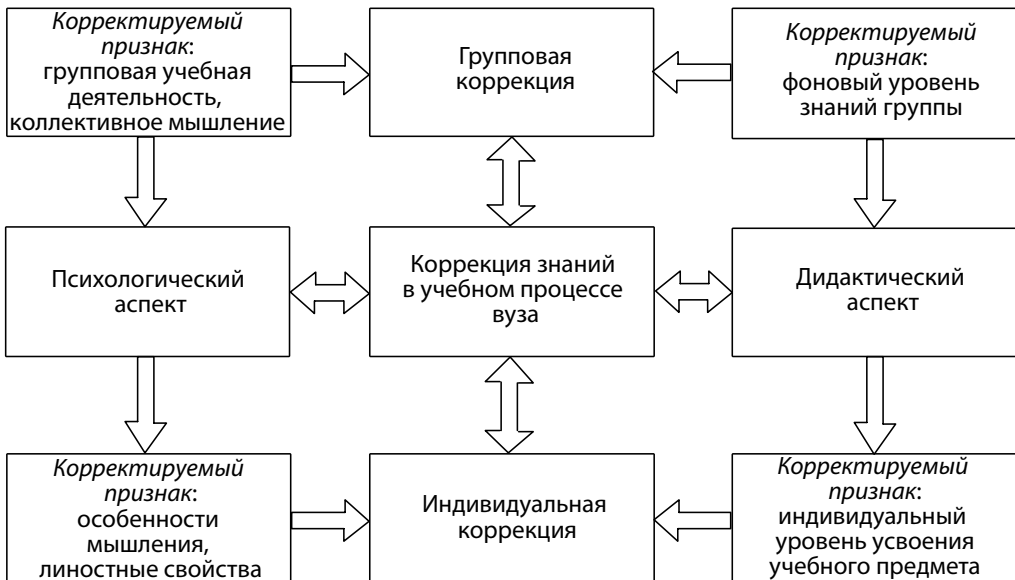 Корректируемый
признак:
групповая учебная
деятельность,
коллективное мышление
Групповая
коррекция
Корректируемый
признак:
фоновый уровень
знаний группы
Психологический
аспект
Коррекция знаний
в учебном процессе
вуза
Дидактический
аспект
Корректируемый
признак:
особенности
мышления,
линостные свойства
Индивидуальная
коррекция
Корректируемый
признак:
индивидуальный
уровень усвоения
учебного предмета